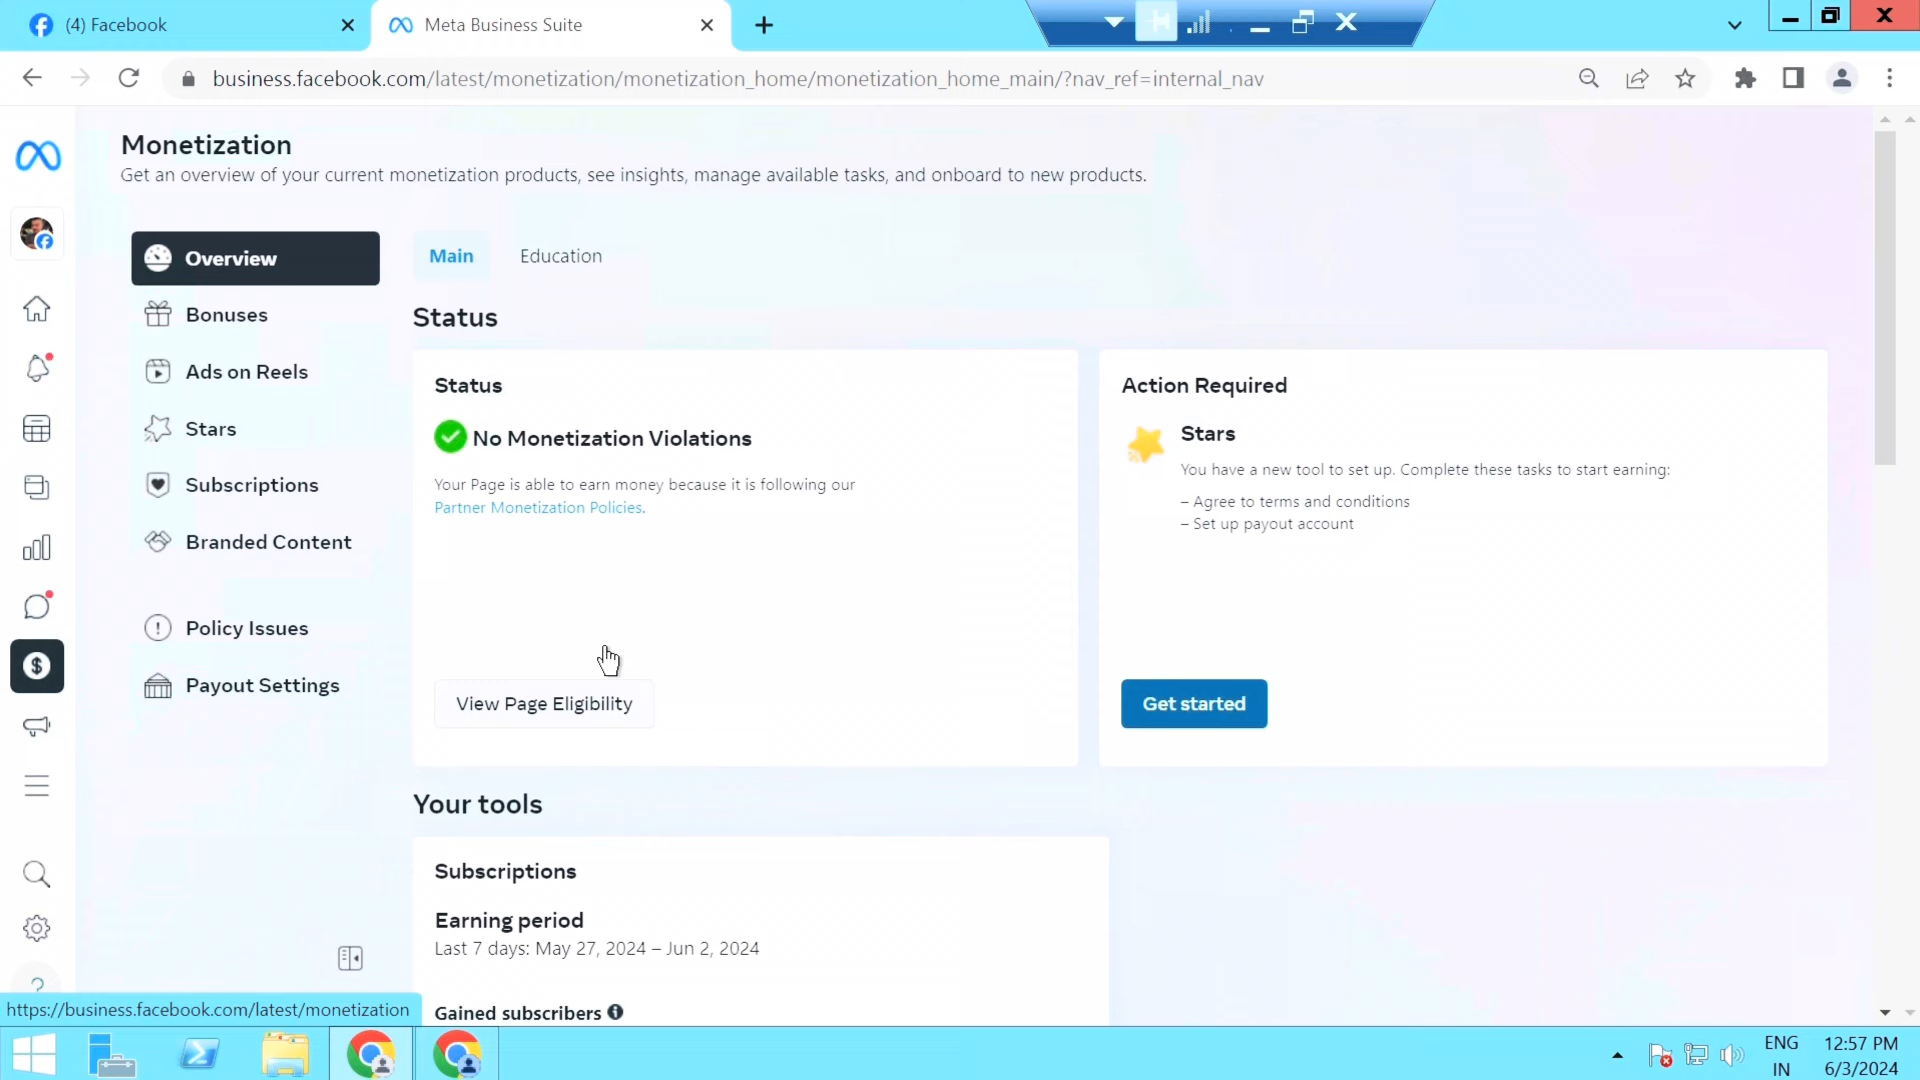 (4) Facebook
Meta Business Suite
business.facebook.com/latest/monetization/monetization_home/monetization_home_main/?nav_ref=internal_nav
Monetization
Get an overview of your current monetization products, see insights, manage available tasks, and onboard to new products.
Overview
Bonuses
Ads on Reels
Stars
Subscriptions
Branded Content
Policy Issues
Payout Settings
Main
Education
Status
Status
No Monetization Violations
Your Page is able to earn money because it is following our
Partner Monetization Policies.
View Page Eligibility
Action Required
Stars
You have a new tool to set up. Complete these tasks to start earning:
– Agree to terms and conditions
– Set up payout account
Get started
Your tools
Subscriptions
Earning period
Last 7 days: May 27, 2024 – Jun 2, 2024
Gained subscribers
https://business.facebook.com/latest/monetization
ENG
IN
12:57 PM
6/3/2024